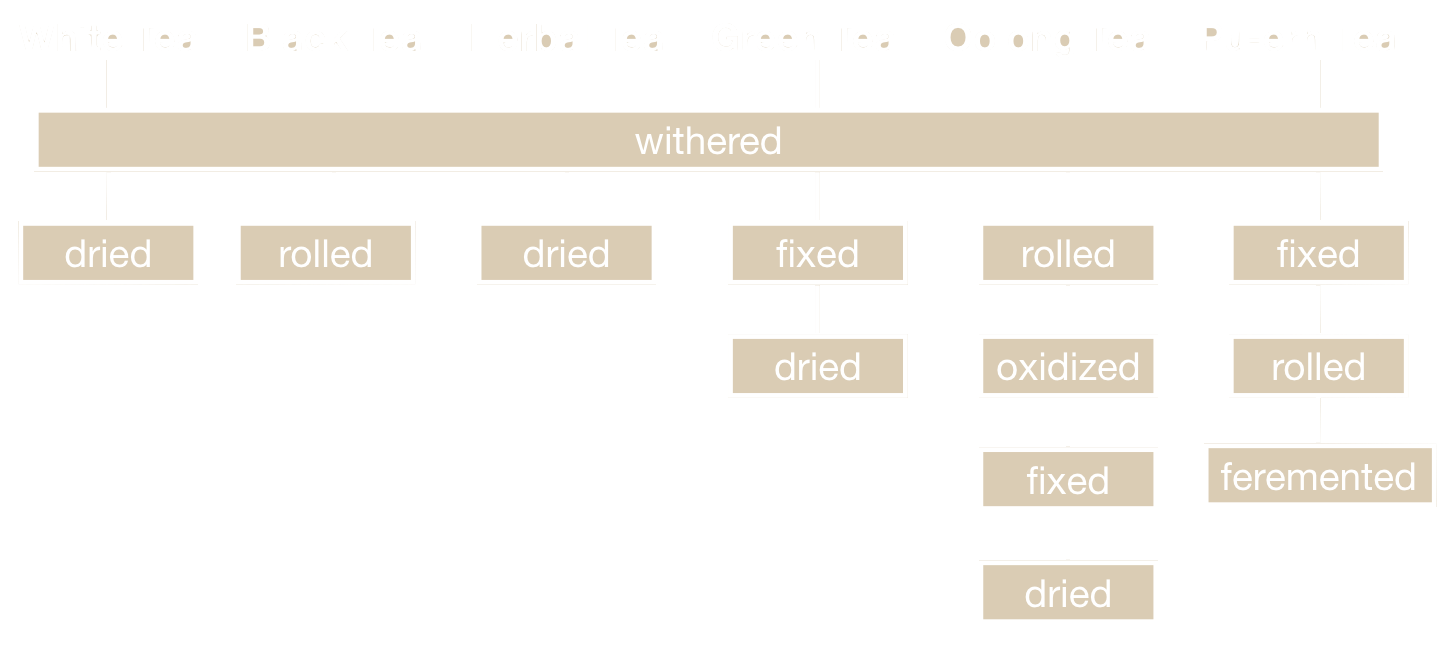 White Tea Black Tea Herbal Tea Green Tea Oolong Tea Pu-erh Tea
withered
dried rolled dried fixed rolled fixed
dried oxidized rolled
fixed feremented
dried